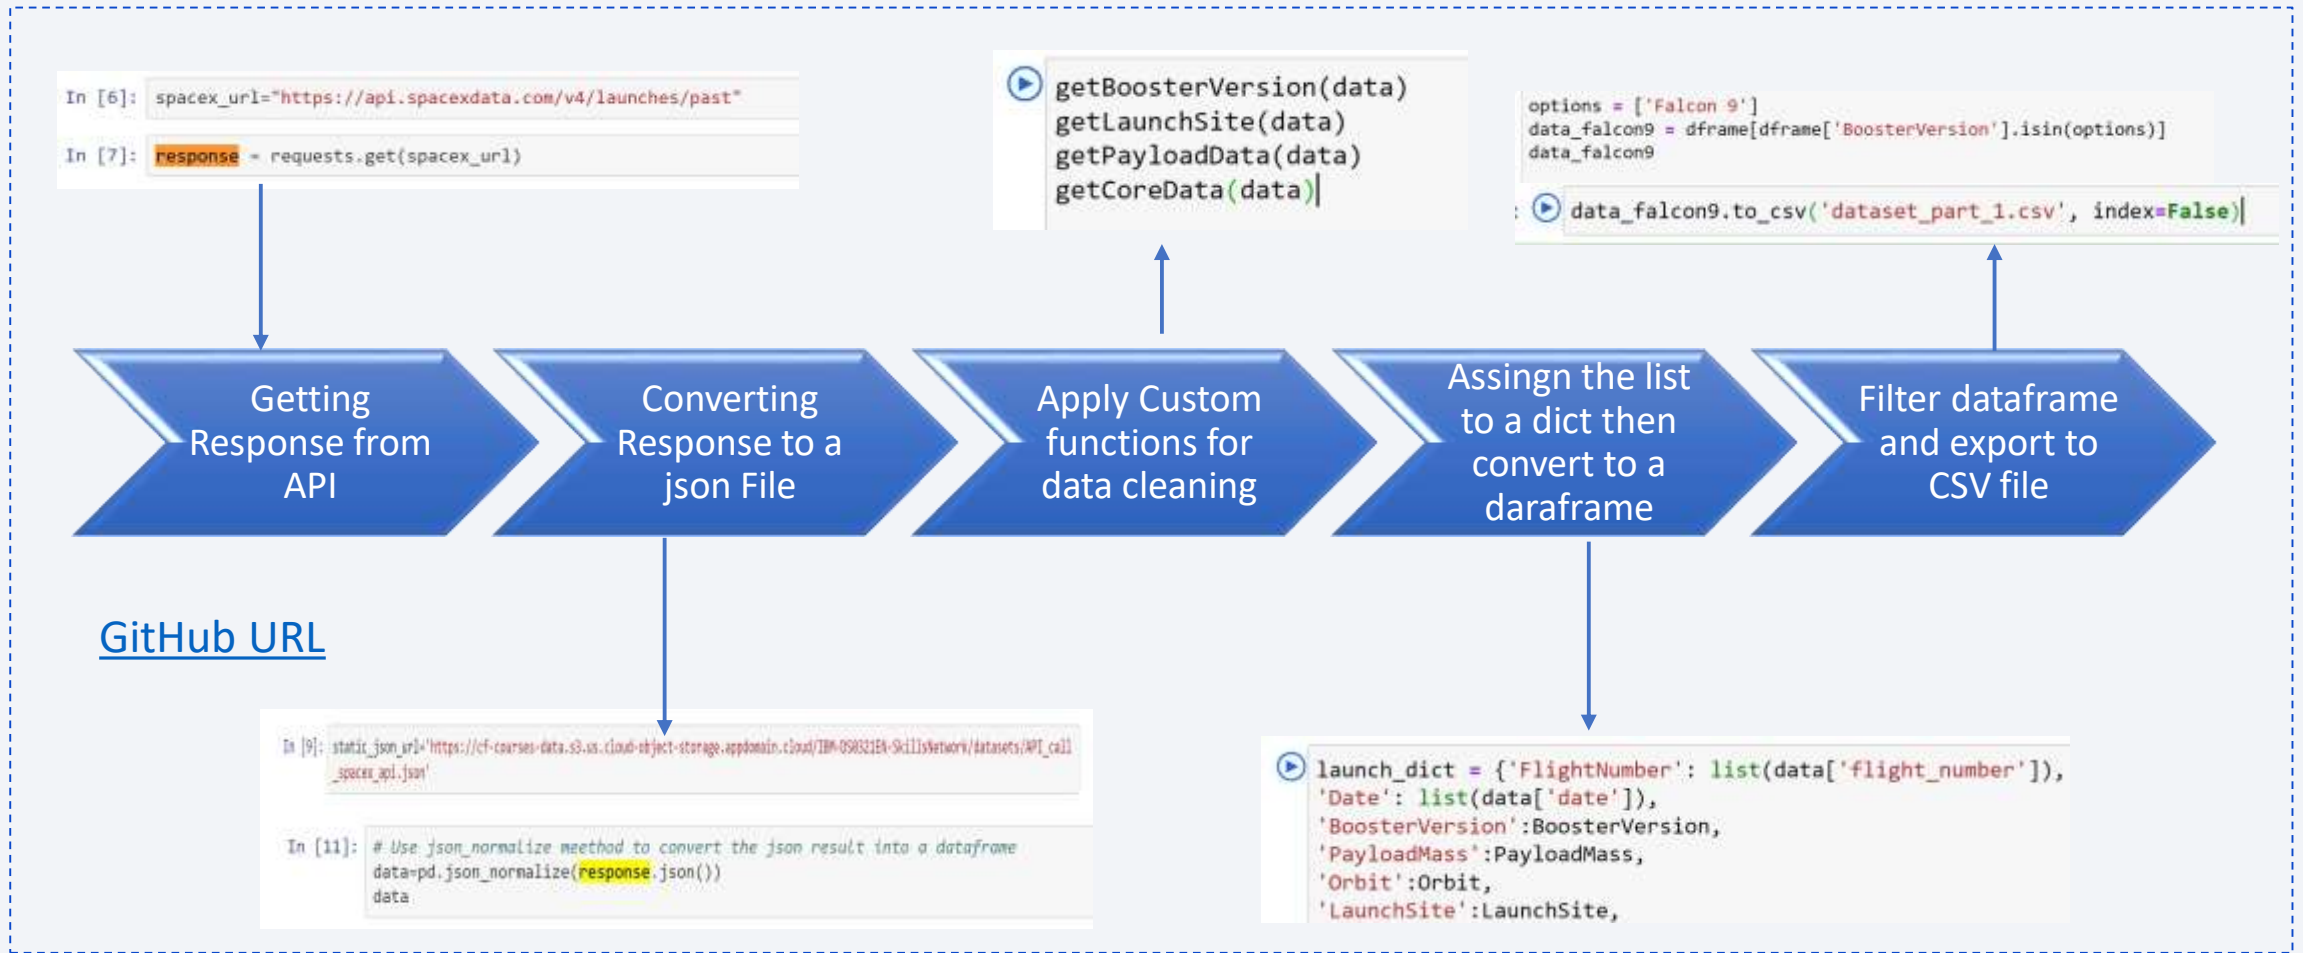 In [6]: spacex_url="https://api.spacexdata.com/v4/launches/past"
In [7]: response = requests.get(spacex_url)
getBoosterVersion(data)
getLaunchSite(data)
getPayloadData(data)
getCoreData(data)
options = ['Falcon 9']
data_falcon9 = dframe[dframe['BoosterVersion'].isin(options)]
data_falcon9
: data_falcon9.to_csv('dataset_part_1.csv', index=False)
Getting
Response from
API
Converting
Response to a
json File
Apply Custom
functions for
data cleaning
Assingn the list
to a dict then
convert to a
daraframe
Filter dataframe
and export to
CSV file
GitHub URL
In [9]: static_json_url='https://cf-courses-data.s3.us.cloud-object-storage.appdomain.cloud/IBM-DS0321EN-SkillsNetwork/datasets/API_call
_spacex_api.json'
In [11]: # Use json_normalize meethod to convert the json result into a dataframe
data=pd.json_normalize(response.json())
data
launch_dict = {'FlightNumber': list(data['flight_number']),
'Date': list(data['date']),
'BoosterVersion':BoosterVersion,
'PayloadMass':PayloadMass,
'Orbit':Orbit,
'LaunchSite':LaunchSite,